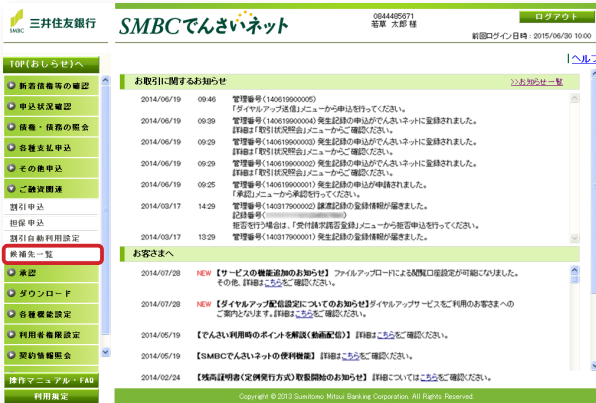 SMBC 三井住友銀行
SMBCでんさいネット
0844485671
若草 太郎 様
ログアウト
前回ログイン日時：2015/06/30 10:00
ヘルプ
TOP(おしらせ)へ
新着債権等の確認
申込状況確認
債権・債務の照会
各種支払申込
その他申込
ご融資関連
割引申込
担保申込
割引自動利用設定
候補先一覧
承認
ダウンロード
各種機能設定
利用者権限設定
契約情報照会
操作マニュアル・FAQ
利用規定
お取引に関するお知らせ
>>お知らせ一覧
2014/06/19 09:46 管理番号(140619900005)
「ダイヤルアップ送信」メニューから申込を行ってください。
2014/06/19 09:39 管理番号(140619900004) 発生記録の申込がでんさいネットに登録されました。
詳細は「取引状況照会」メニューからご確認ください。
2014/06/19 09:29 管理番号(140619900003) 発生記録の申込がでんさいネットに登録されました。
詳細は「取引状況照会」メニューからご確認ください。
2014/06/19 09:29 管理番号(140619900002) 発生記録の申込がでんさいネットに登録されました。
詳細は「取引状況照会」メニューからご確認ください。
2014/06/19 09:25 管理番号(140619900001) 発生記録の申込が申請されました。
「承認」メニューから承認を行ってください。
2014/03/17 14:29 管理番号(140317900002) 譲渡記録の登録情報が届きました。
記録番号( )
拒否を行う場合は、「受付請求諾否登録」メニューから拒否申込を行ってください。
2014/03/17 13:29 管理番号(140317900001) 発生記録の登録情報が届きました。
お客さまへ
2014/07/28 NEW 【サービスの機能追加のお知らせ】 ファイルアップロードによる閲覧口座設定が可能になりました。
その他、詳細はこちらをご確認ください。
2014/07/28 NEW 【ダイヤルアップ配信設定についてのお知らせ】ダイヤルアップサービスをご利用のお客さまへの
ご案内となります。詳細はこちらをご確認ください。
2014/05/19 【でんさい利用時のポイントを解説(動画配信)】 詳細はこちらをご確認ください。
2014/05/19 【SMBCでんさいネットの便利機能】 詳細はこちらをご確認ください。
2014/02/24 【残高証明書(定例発行方式)取扱開始のお知らせ】 詳細についてはこちらをご確認ください。
Copyright © 2013 Sumitomo Mitsui Banking Corporation. All Rights Reserved.